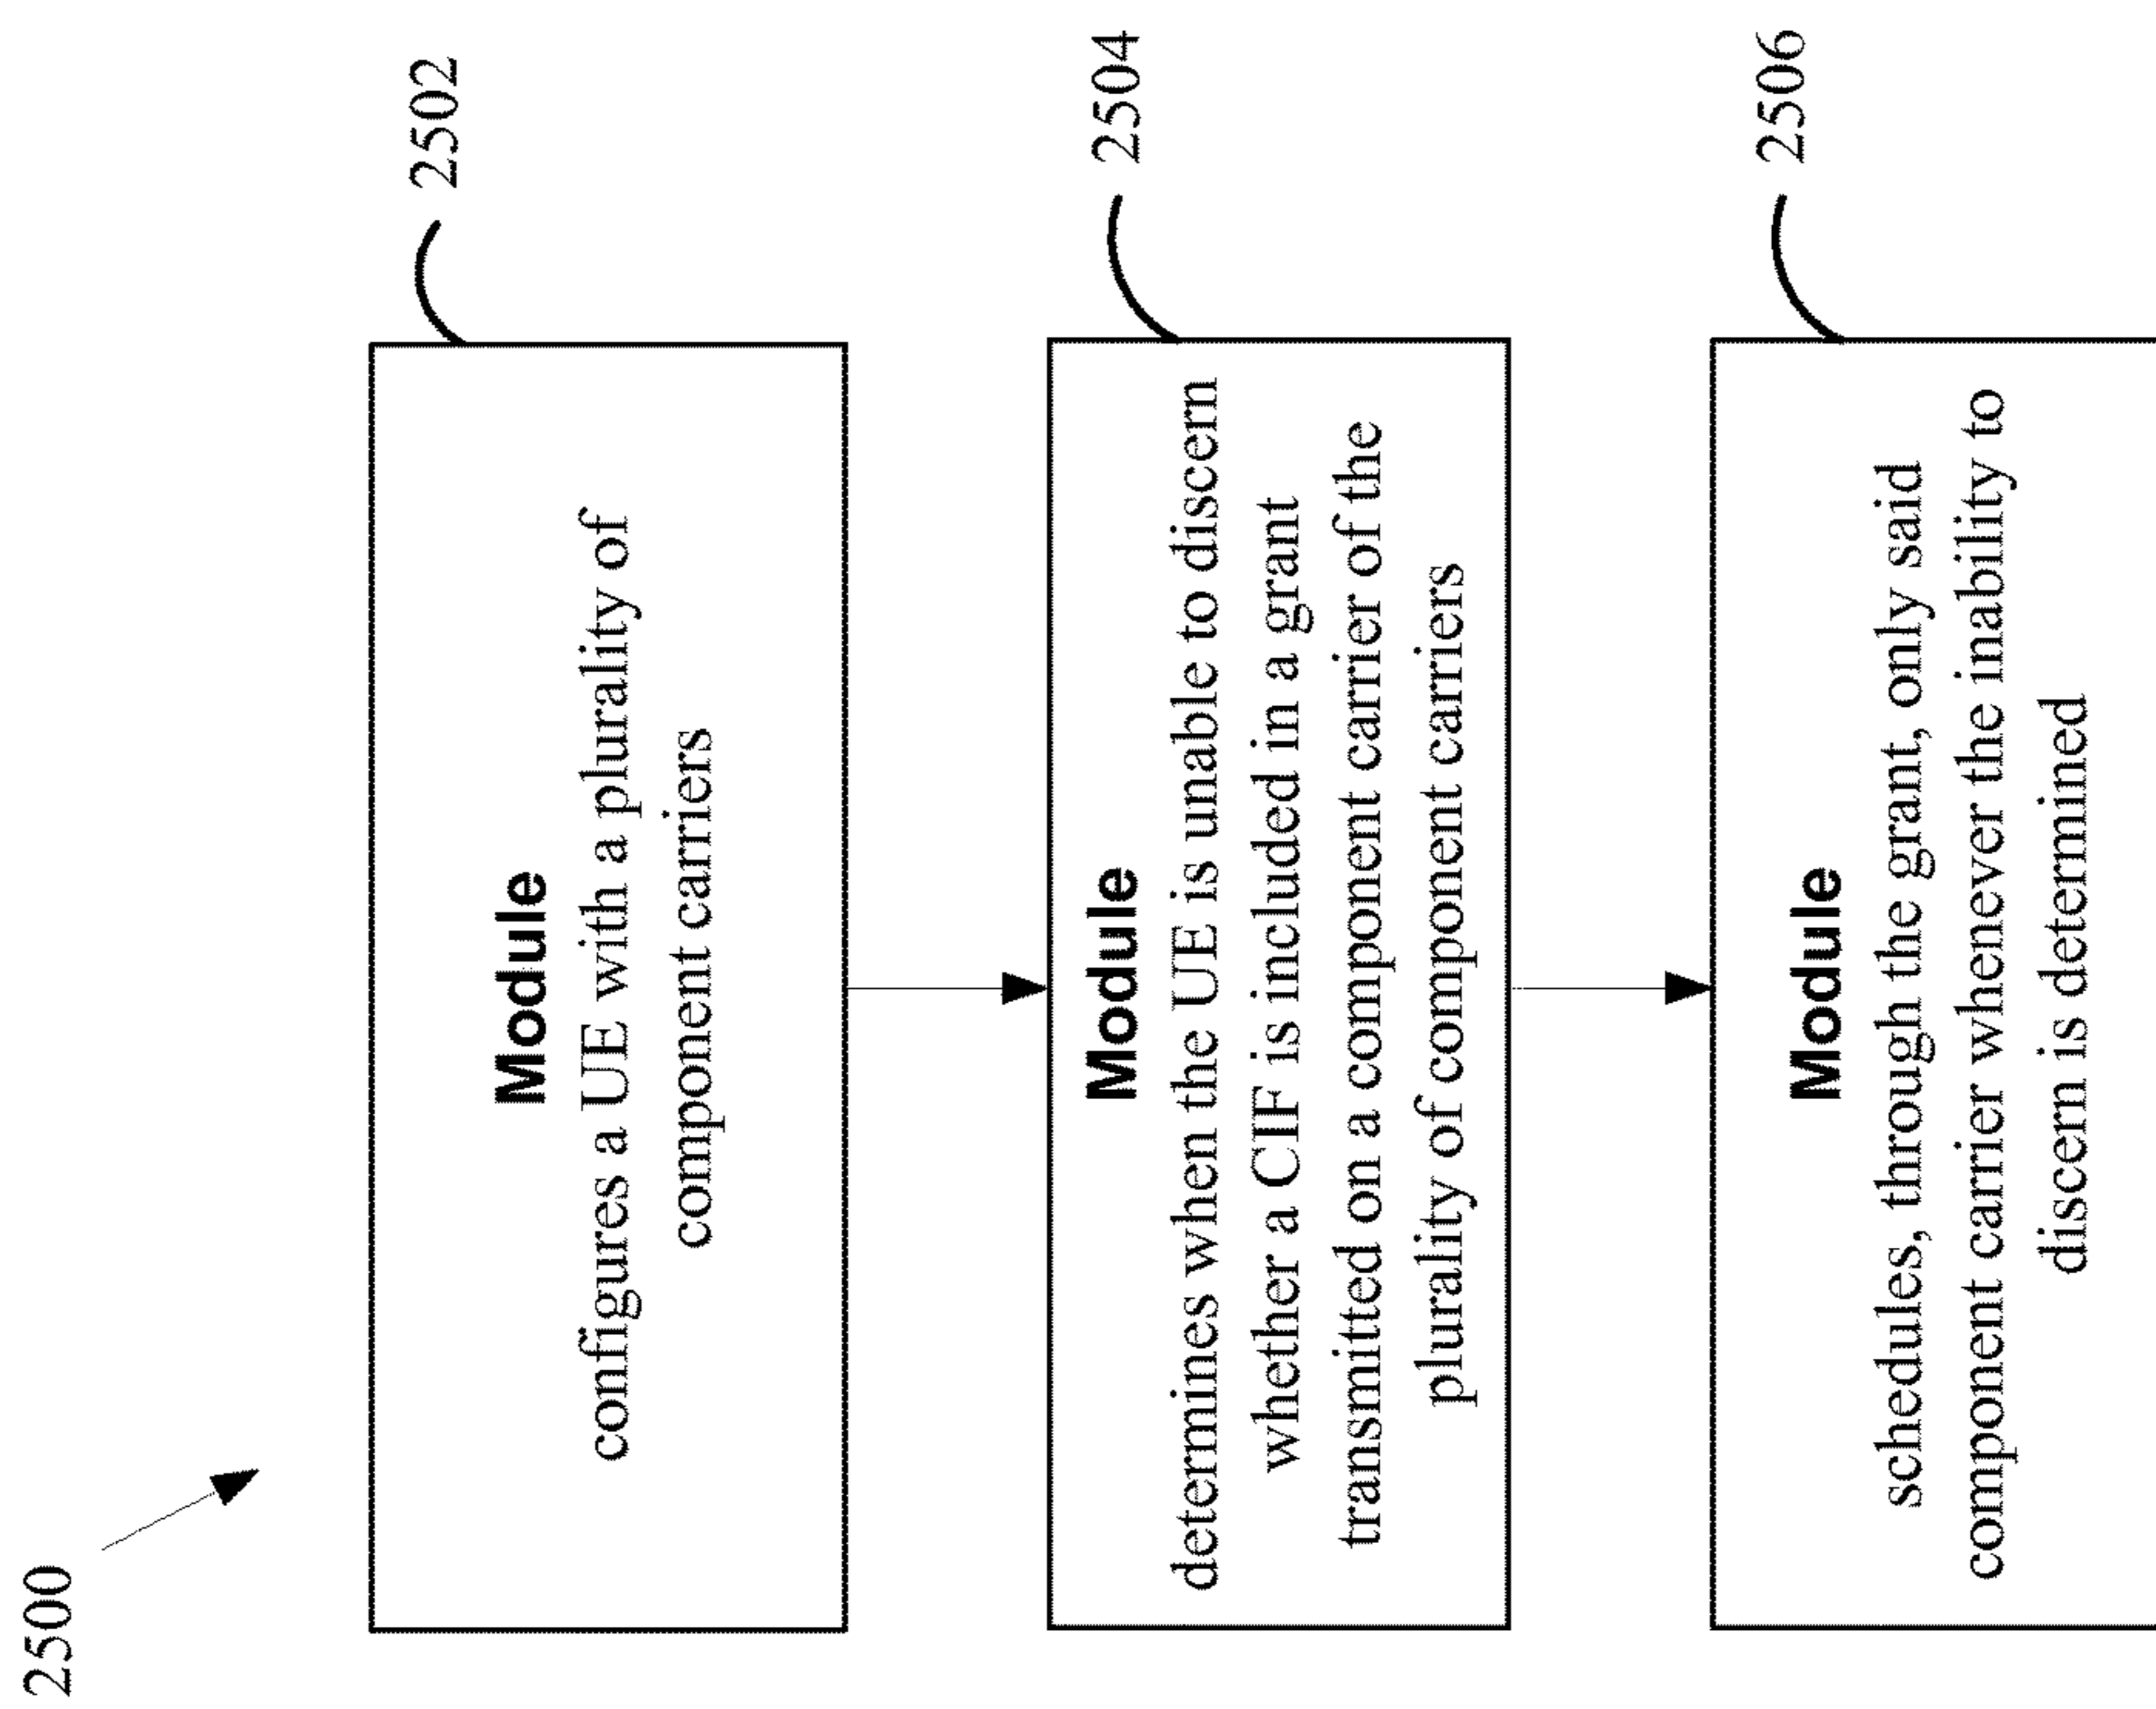 2500
2502
Module
configures a UE with a plurality of
component carriers
2504
Module
determines when the UE is unable to discern
whether a CIF is included in a grant
transmitted on a component carrier of the
plurality of component carriers
2506
Module
schedules, through the grant, only said
component carrier whenever the inability to
discern is determined